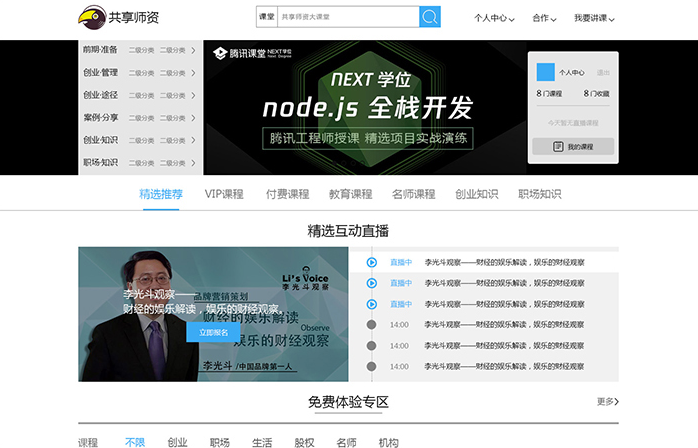 共享师资
课堂 共享师资大课堂
个人中心 合作 我要讲课
前期·准备 二级分类 二级分类
创业·管理 二级分类 二级分类
创业·途径 二级分类 二级分类
案例·分享 二级分类 二级分类
创业·知识 二级分类 二级分类
职场·知识 二级分类 二级分类
腾讯课堂 NEXT学位
Next Degree
NEXT 学位
node.js 全栈开发
腾讯工程师授课 精选项目实战演练
个人中心 退出
8门课程 8门收藏
今天暂无直播课程
我的课程
精选推荐 VIP课程 付费课程 教育课程 名师课程 创业知识 职场知识
精选互动直播
Li's Voice
李光斗观察
品牌营销策划
李光斗观察——
财经的娱乐解读，娱乐的财经观察。
财经的娱乐解读
Observe
娱乐的财经观察
立即报名
李光斗/中国品牌第一人
直播中 李光斗观察——财经的娱乐解读，娱乐的财经观察
直播中 李光斗观察——财经的娱乐解读，娱乐的财经观察
直播中 李光斗观察——财经的娱乐解读，娱乐的财经观察
14:00 李光斗观察——财经的娱乐解读，娱乐的财经观察
14:00 李光斗观察——财经的娱乐解读，娱乐的财经观察
14:00 李光斗观察——财经的娱乐解读，娱乐的财经观察
免费体验专区
更多
课程 不限 创业 职场 生活 股权 名师 机构